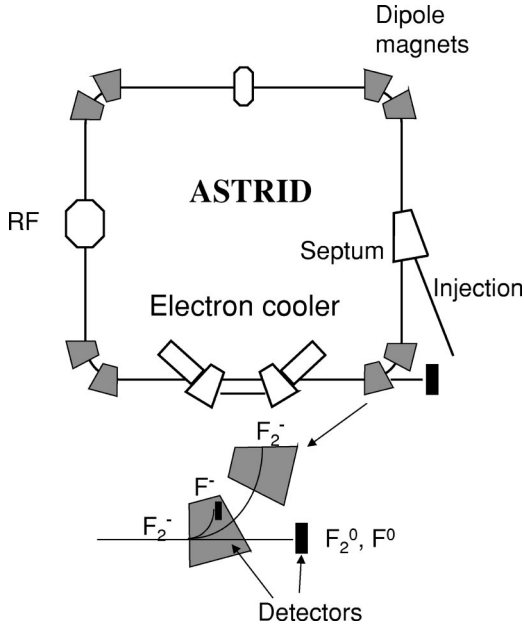 Dipole
magnets
ASTRID
RF
Septum
Injection
Electron cooler
F₂⁻
F⁻
F₂⁻
F₂⁰, F⁰
Detectors